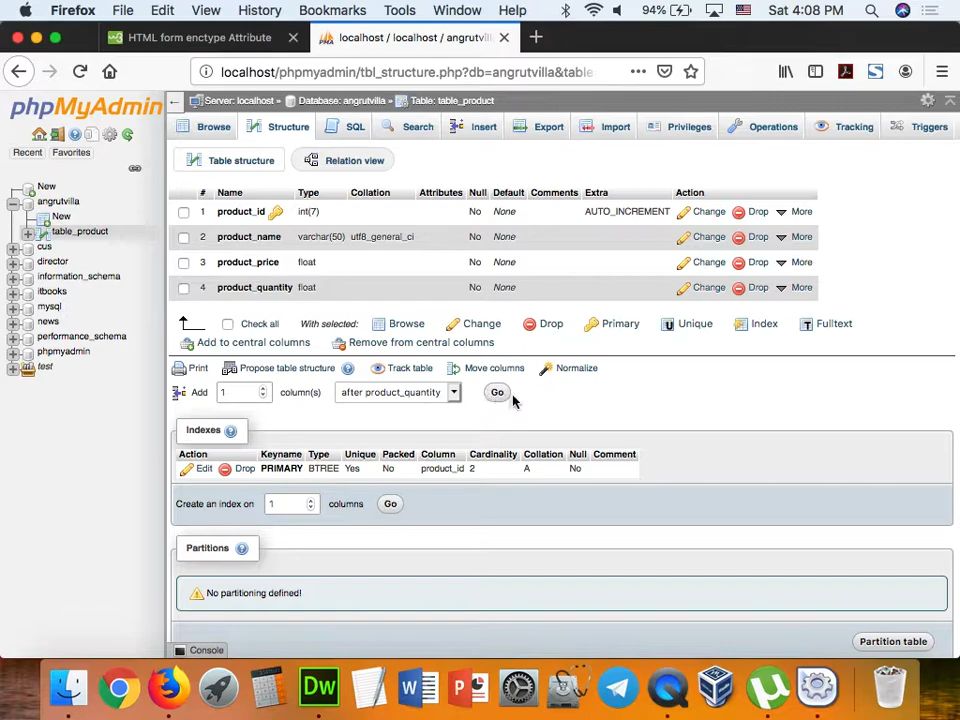 Firefox File Edit View History Bookmarks Tools Window Help 94% Sat 4:08 PM
HTML form enctype Attribute localhost / localhost / angrutvill
localhost/phpmyadmin/tbl_structure.php?db=angrutvilla&table
phpMyAdmin
Recent Favorites
New
angrutvilla
New
table_product
cus
director
information_schema
itbooks
mysql
news
performance_schema
phpmyadmin
test
Server: localhost » Database: angrutvilla » Table: table_product
Browse Structure SQL Search Insert Export Import Privileges Operations Tracking Triggers
Table structure Relation view
# Name Type Collation Attributes Null Default Comments Extra Action
1 product_id int(7) No None AUTO_INCREMENT Change Drop More
2 product_name varchar(50) utf8_general_ci No None Change Drop More
3 product_price float No None Change Drop More
4 product_quantity float No None Change Drop More
Check all With selected: Browse Change Drop Primary Unique Index Fulltext
Add to central columns Remove from central columns
Print Propose table structure Track table Move columns Normalize
Add 1 column(s) after product_quantity Go
Indexes
Action Keyname Type Unique Packed Column Cardinality Collation Null Comment
Edit Drop PRIMARY BTREE Yes No product_id 2 A No
Create an index on 1 columns Go
Partitions
No partitioning defined!
Partition table
Console
Dw